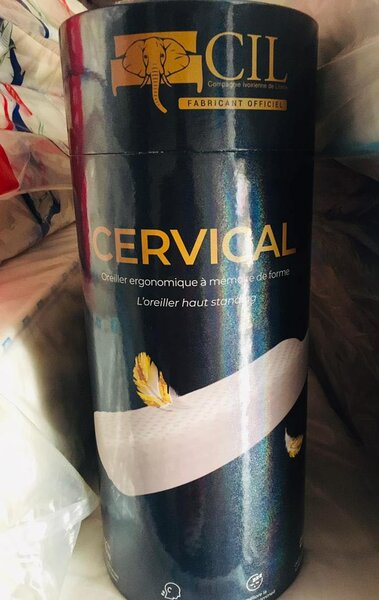 CIL
Compagnie Ivoirienne de Literie
FABRICANT OFFICIEL
CERVICAL
Oreiller ergonomique à mémoire de forme
L'oreiller haut standing